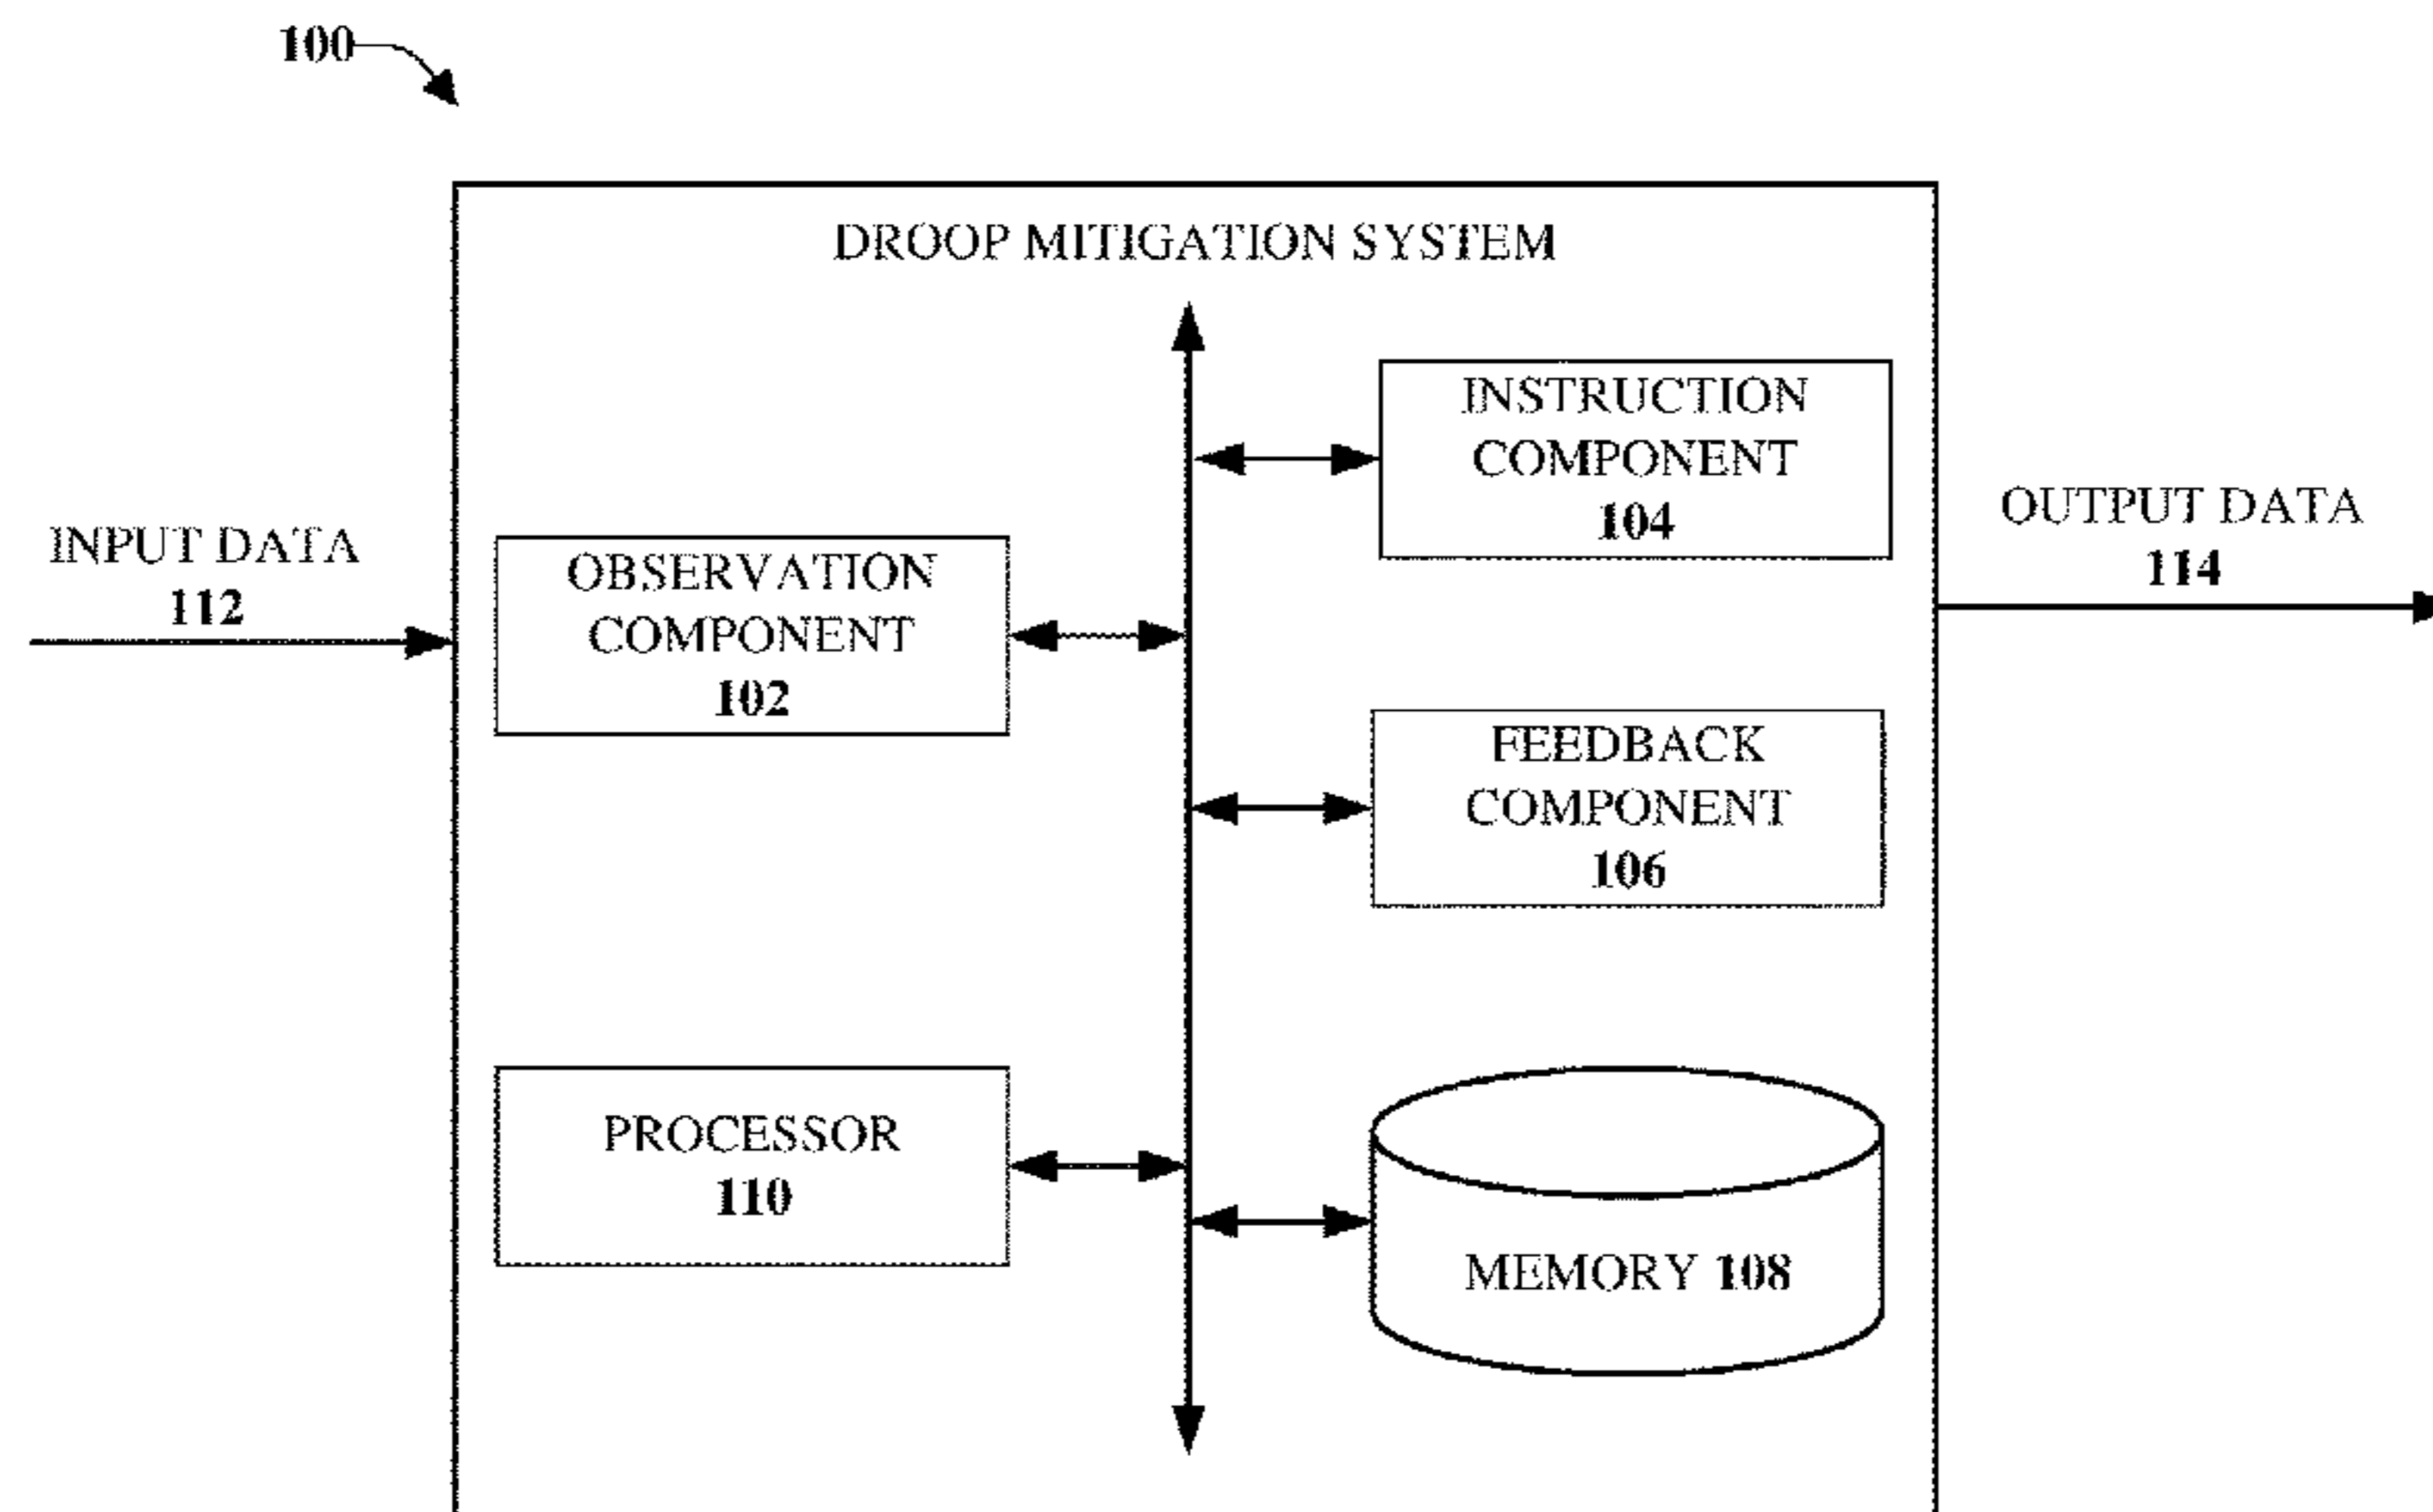 100
DROOP MITIGATION SYSTEM
INSTRUCTION
COMPONENT
104
INPUT DATA
112
OBSERVATION
COMPONENT
102
OUTPUT DATA
114
FEEDBACK
COMPONENT
106
PROCESSOR
110
MEMORY 108